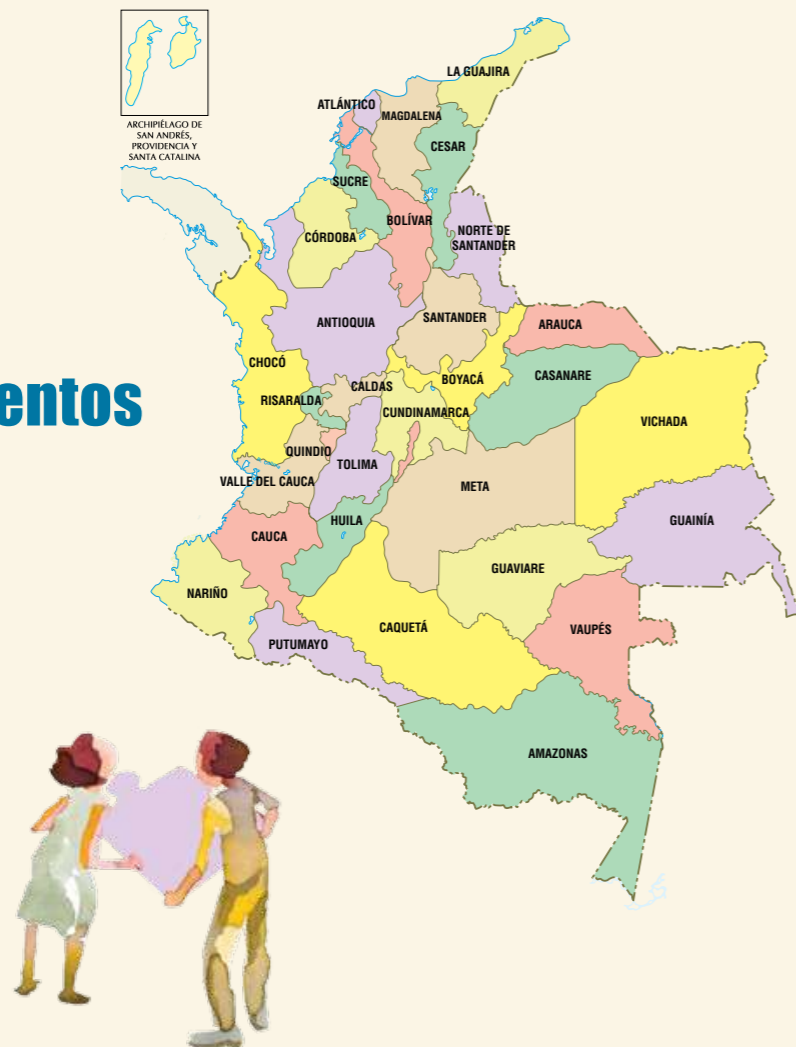 LA GUAJIRA
ATLÁNTICO
MAGDALENA
ARCHIPIÉLAGO DE
SAN ANDRÉS,
PROVIDENCIA Y
SANTA CATALINA
CESAR
SUCRE
BOLÍVAR
NORTE DE
SANTANDER
CÓRDOBA
ANTIOQUIA
SANTANDER
ARAUCA
CHOCÓ
CALDAS
BOYACÁ
CASANARE
RISARALDA
CUNDINAMARCA
entos
VICHADA
QUINDIO
TOLIMA
VALLE DEL CAUCA
META
HUILA
GUAINÍA
CAUCA
GUAVIARE
NARIÑO
CAQUETÁ
VAUPÉS
PUTUMAYO
AMAZONAS